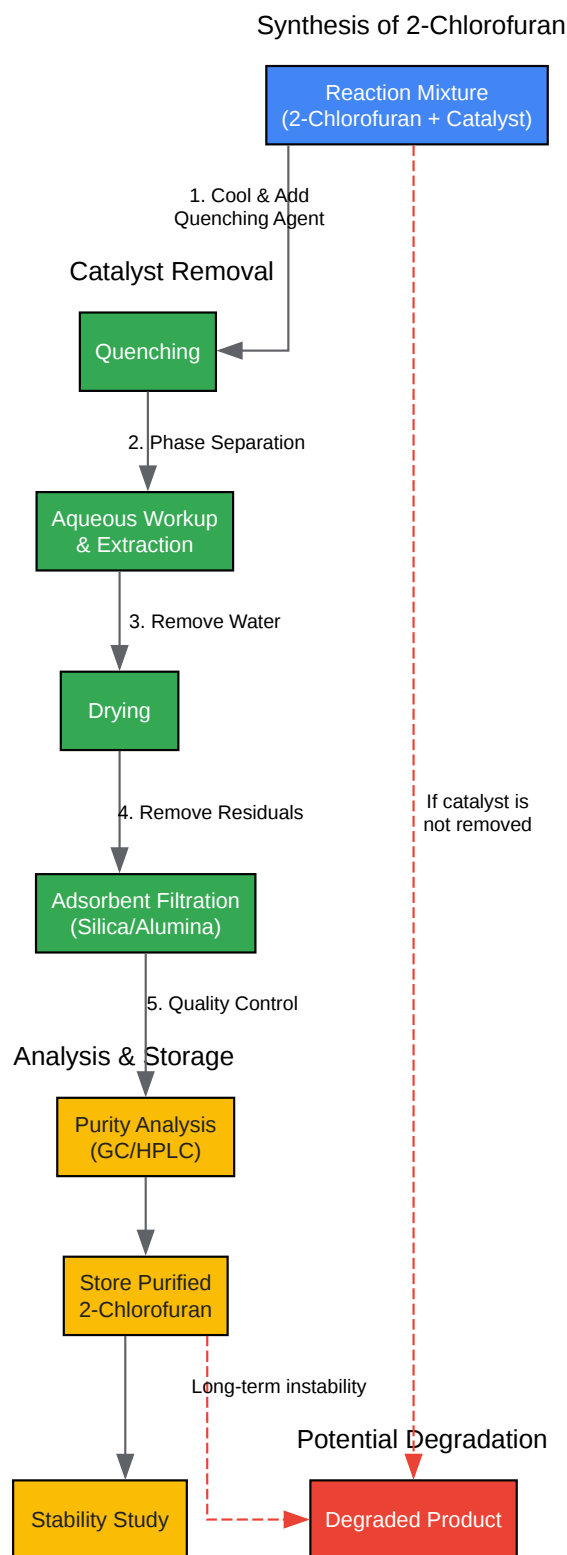 Synthesis of 2-Chlorofuran
Reaction Mixture
(2-Chlorofuran + Catalyst)
1. Cool & Add
Quenching Agent
Catalyst Removal
Quenching
2. Phase Separation
Aqueous Workup
& Extraction
3. Remove Water
Drying
4. Remove Residuals
If catalyst is
not removed
Adsorbent Filtration
(Silica/Alumina)
5. Quality Control
Analysis & Storage
Purity Analysis
(GC/HPLC)
Store Purified
2-Chlorofuran
Long-term instability
Potential Degradation
Stability Study
Degraded Product